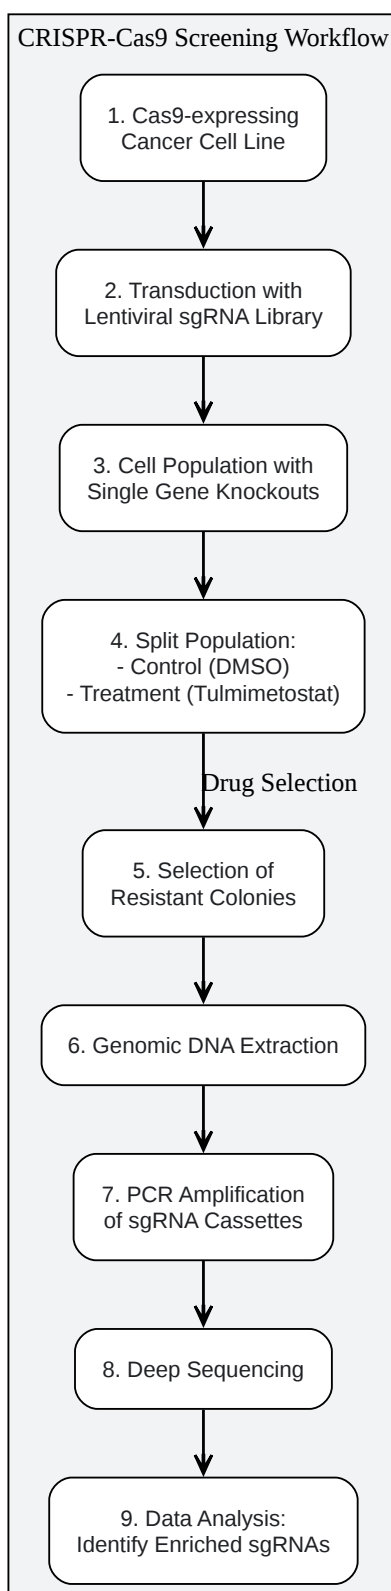 CRISPR-Cas9 Screening Workflow
1. Cas9-expressing
Cancer Cell Line
2. Transduction with
Lentiviral sgRNA Library
3. Cell Population with
Single Gene Knockouts
4. Split Population:
- Control (DMSO)
- Treatment (Tulmimetostat)
Drug Selection
5. Selection of
Resistant Colonies
6. Genomic DNA Extraction
7. PCR Amplification
of sgRNA Cassettes
8. Deep Sequencing
9. Data Analysis:
Identify Enriched sgRNAs